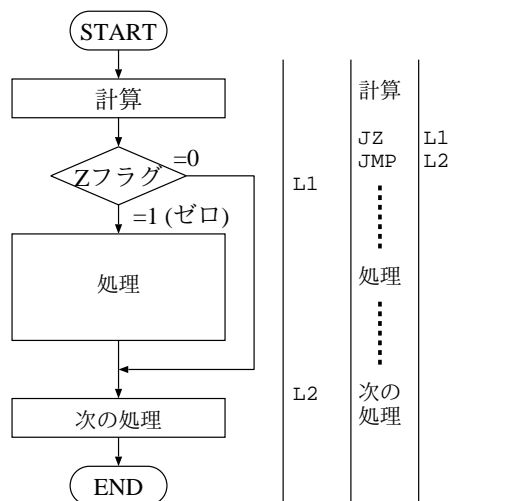 START
計算
Zフラグ
=0
=1 (ゼロ)
処理
次の処理
END
計算
JZ L1
JMP L2
L1
処理
L2 次の
処理